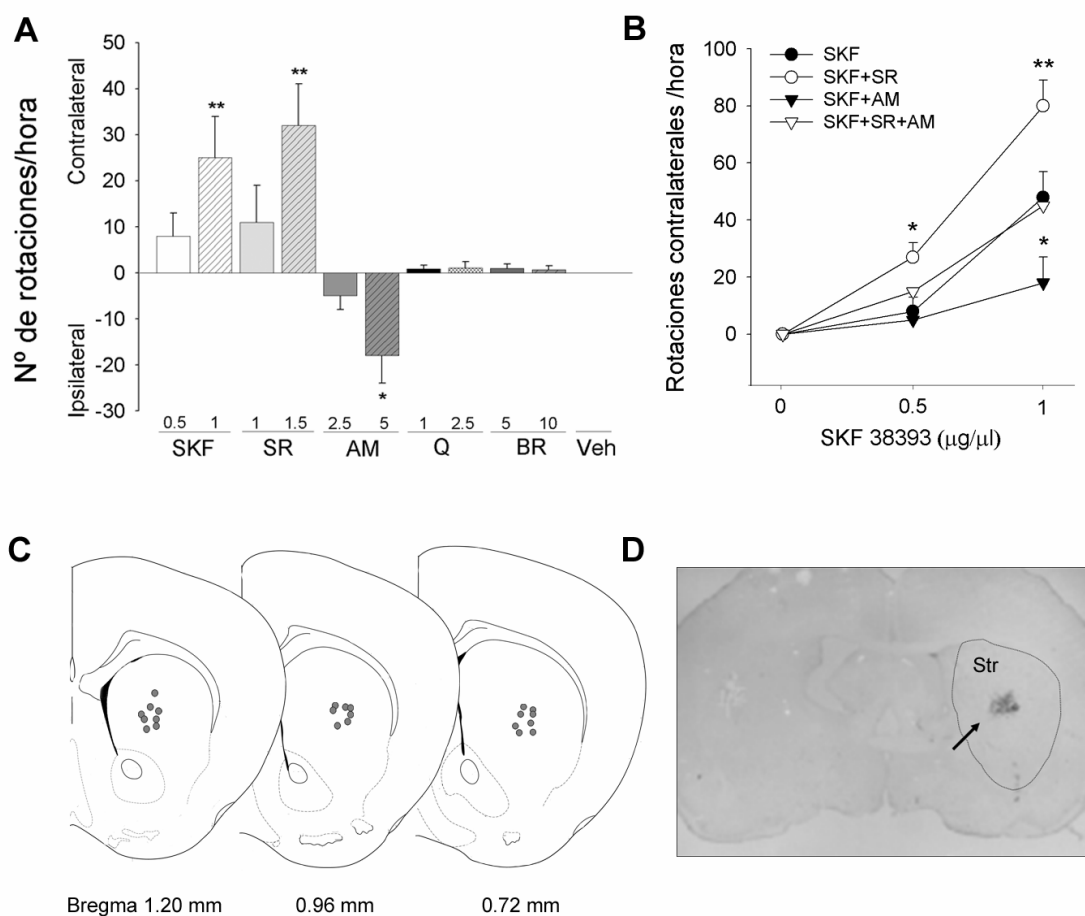 A
Nº de rotaciones/hora
Contralateral
Ipsilateral
50
40
30
20
10
0
-10
-20
-30
**
**
*
0.5 1 1 1.5 2.5 5 1 2.5 5 10
SKF SR AM Q BR Veh
B
Rotaciones contralaterales /hora
100
80
60
40
20
0
SKF
SKF+SR
SKF+AM
SKF+SR+AM
**
*
*
0 0.5 1
SKF 38393 (µg/µl)
C
Bregma 1.20 mm 0.96 mm 0.72 mm
D
Str